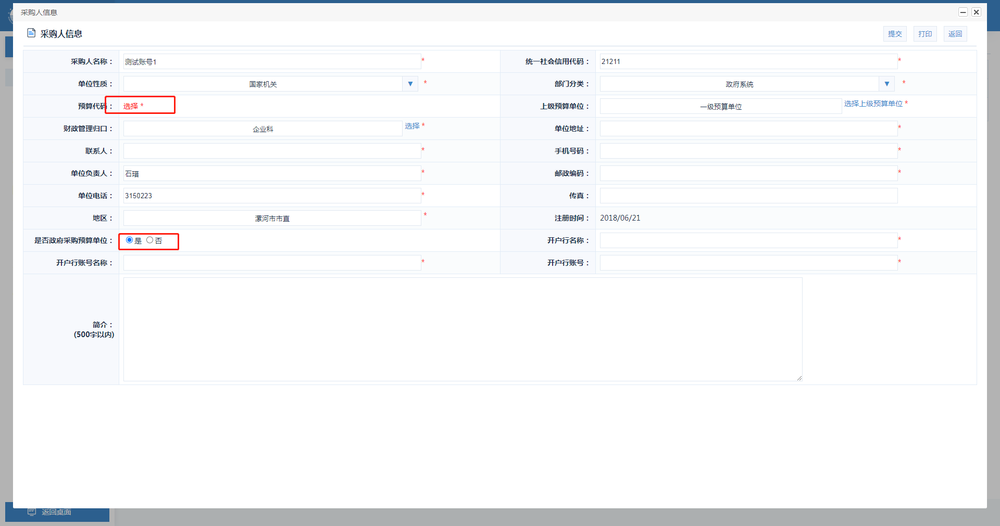 采购人信息
采购人信息
提交 打印 返回
采购人名称： 测试账号1 * 统一社会信用代码： 21211 *
单位性质： 国家机关 ▼ * 部门分类： 政府系统 ▼ *
预算代码： 选择 * 上级预算单位： 一级预算单位 选择上级预算单位 *
财政管理归口： 企业科 选择 * 单位地址： *
联系人： * 手机号码： *
单位负责人： 石瑨 * 邮政编码： *
单位电话： 3150223 * 传真：
地区： 漯河市市直 * 注册时间： 2018/06/21
是否政府采购预算单位： 是 否 开户行名称： *
开户行账号名称： * 开户行账号： *
简介：
(500字以内)
返回桌面